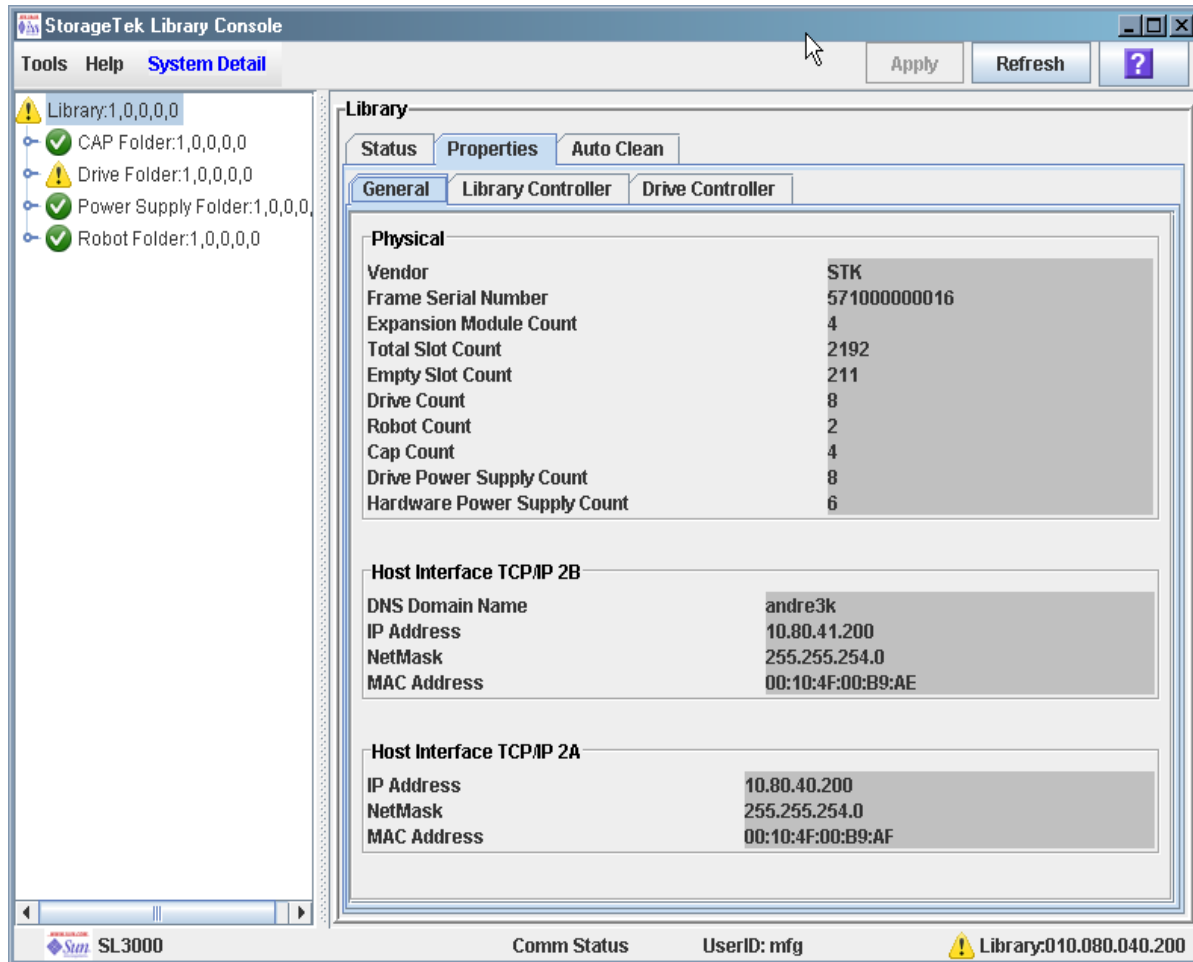 StorageTek Library Console
Tools Help System Detail Apply Refresh ?
Library:1,0,0,0,0
CAP Folder:1,0,0,0,0
Drive Folder:1,0,0,0,0
Power Supply Folder:1,0,0,0,
Robot Folder:1,0,0,0,0
Library
Status Properties Auto Clean
General Library Controller Drive Controller
Physical
Vendor STK
Frame Serial Number 571000000016
Expansion Module Count 4
Total Slot Count 2192
Empty Slot Count 211
Drive Count 8
Robot Count 2
Cap Count 4
Drive Power Supply Count 8
Hardware Power Supply Count 6
Host Interface TCP/IP 2B
DNS Domain Name andre3k
IP Address 10.80.41.200
NetMask 255.255.254.0
MAC Address 00:10:4F:00:B9:AE
Host Interface TCP/IP 2A
IP Address 10.80.40.200
NetMask 255.255.254.0
MAC Address 00:10:4F:00:B9:AF
Sun SL3000 Comm Status UserID: mfg Library:010.080.040.200